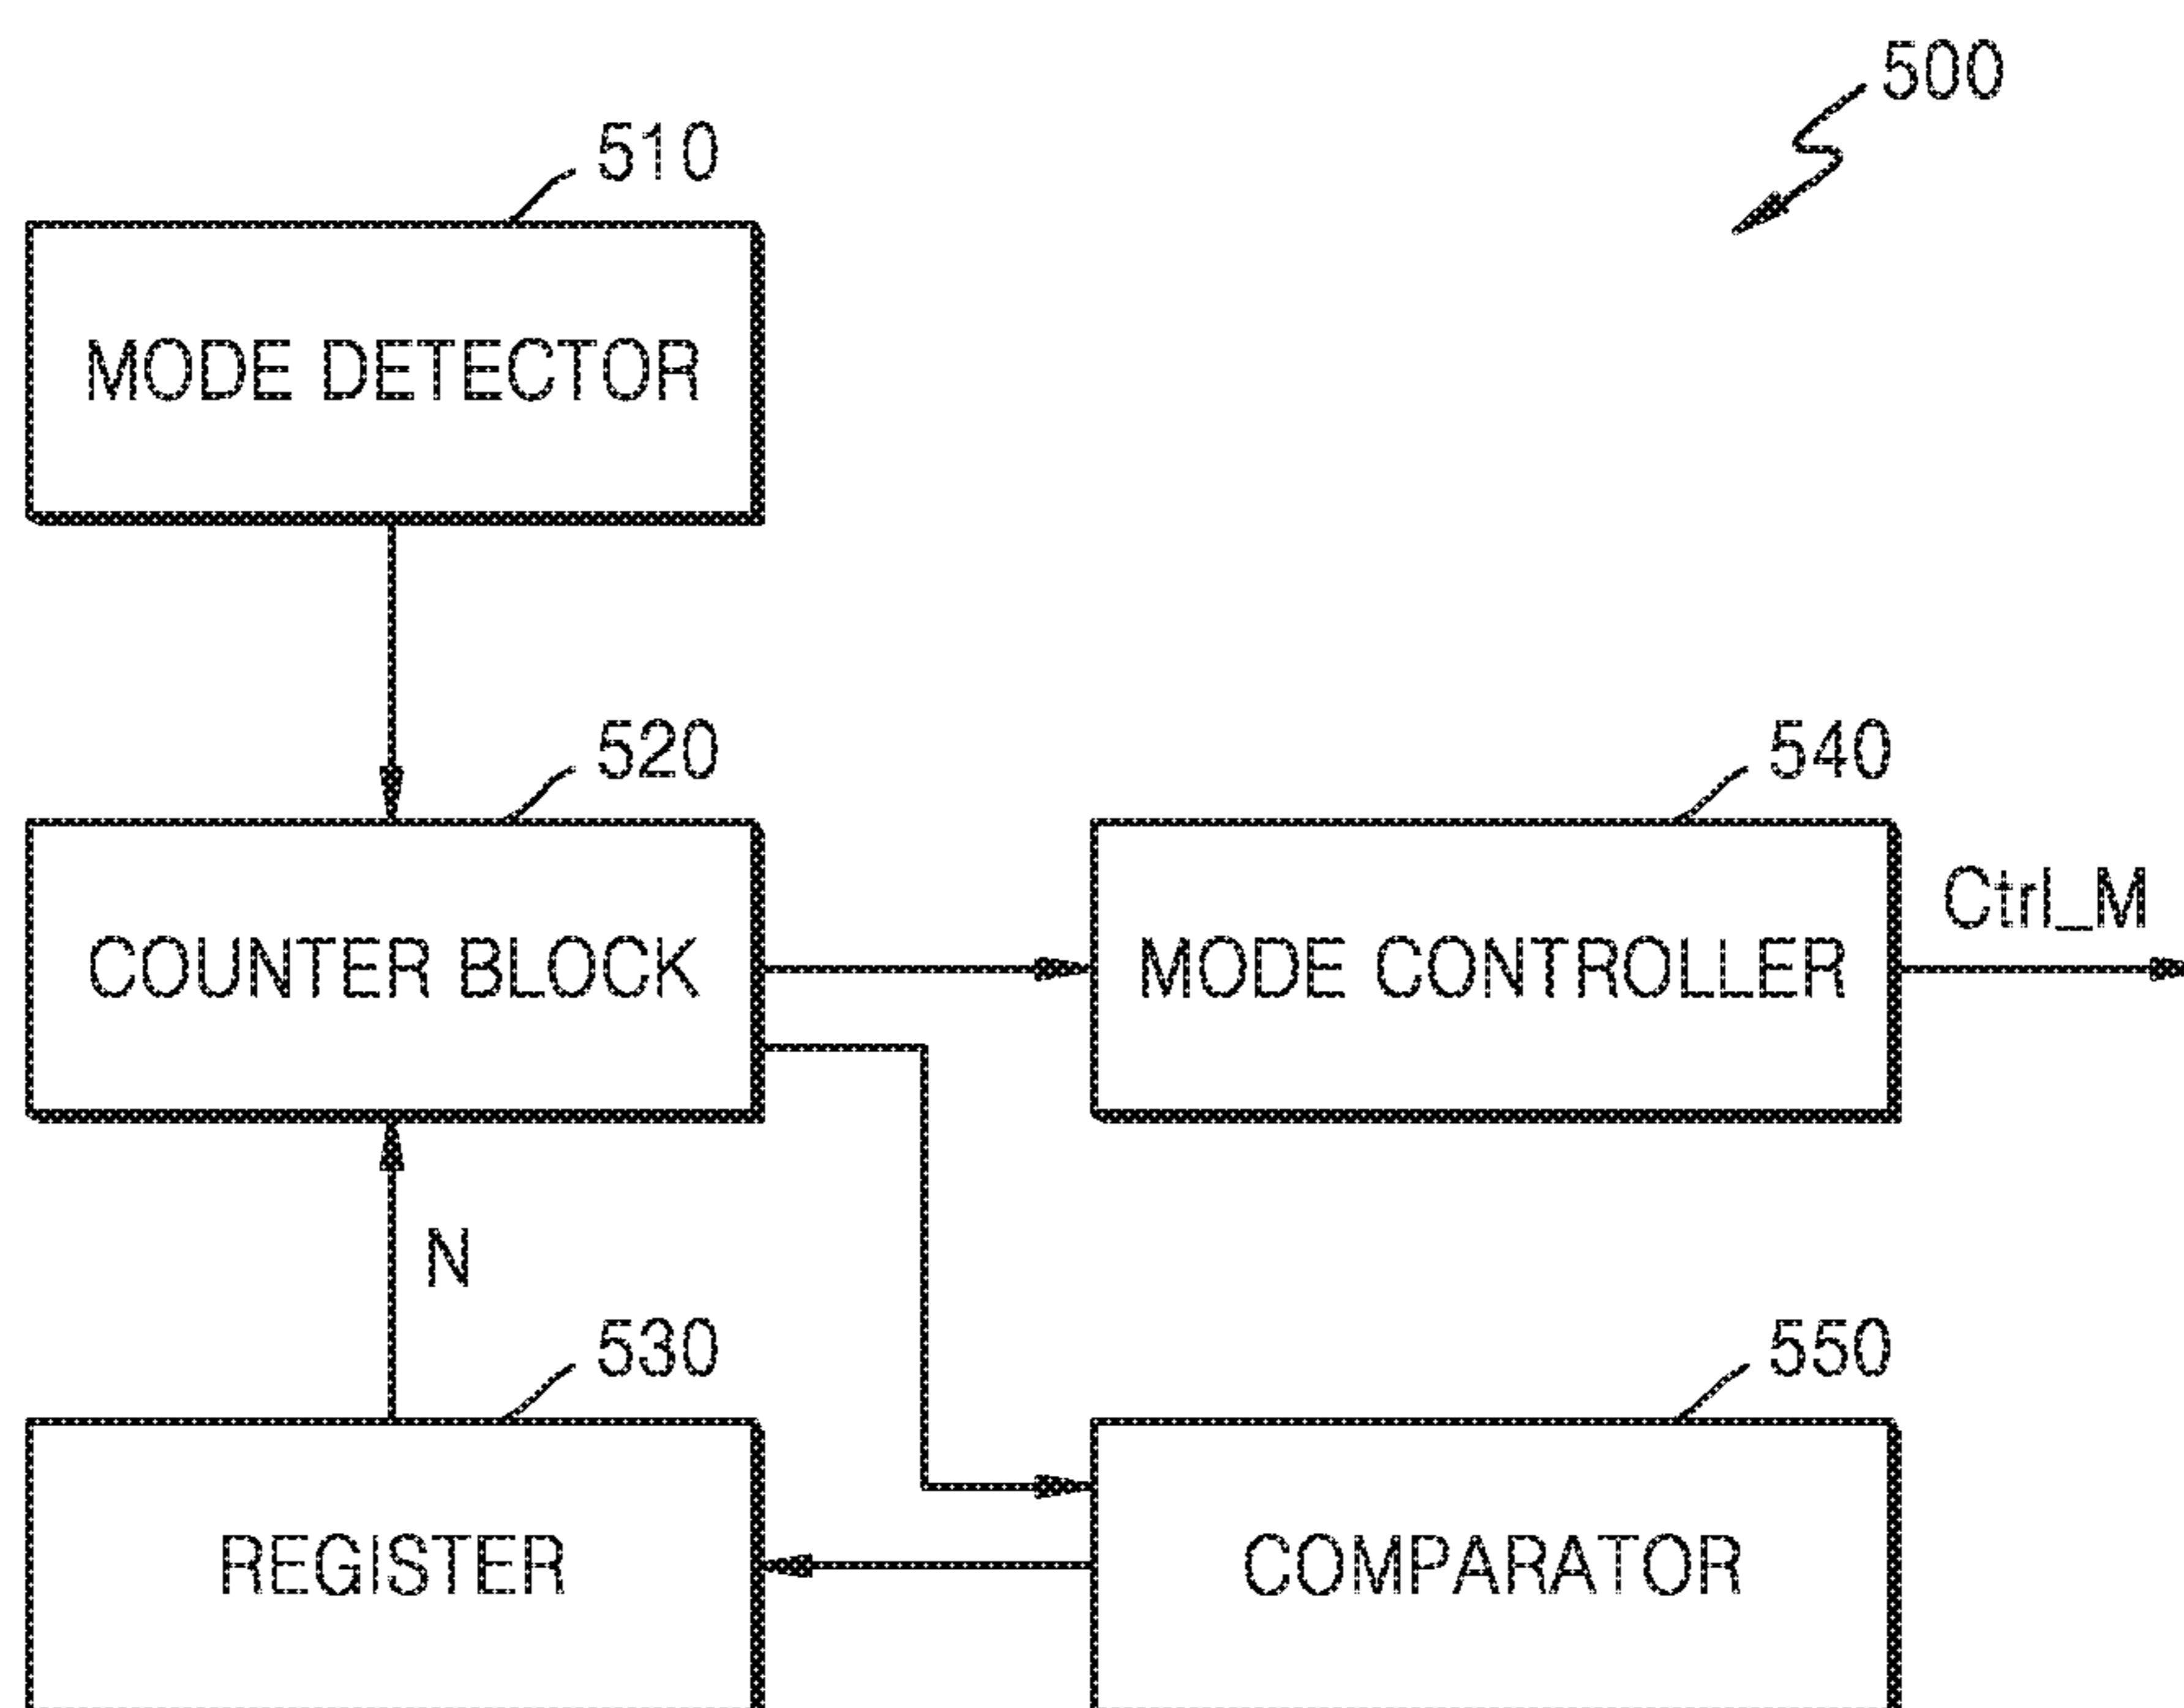 500
510
MODE DETECTOR
520
COUNTER BLOCK
540
MODE CONTROLLER
Ctrl_M
N
530
REGISTER
550
COMPARATOR